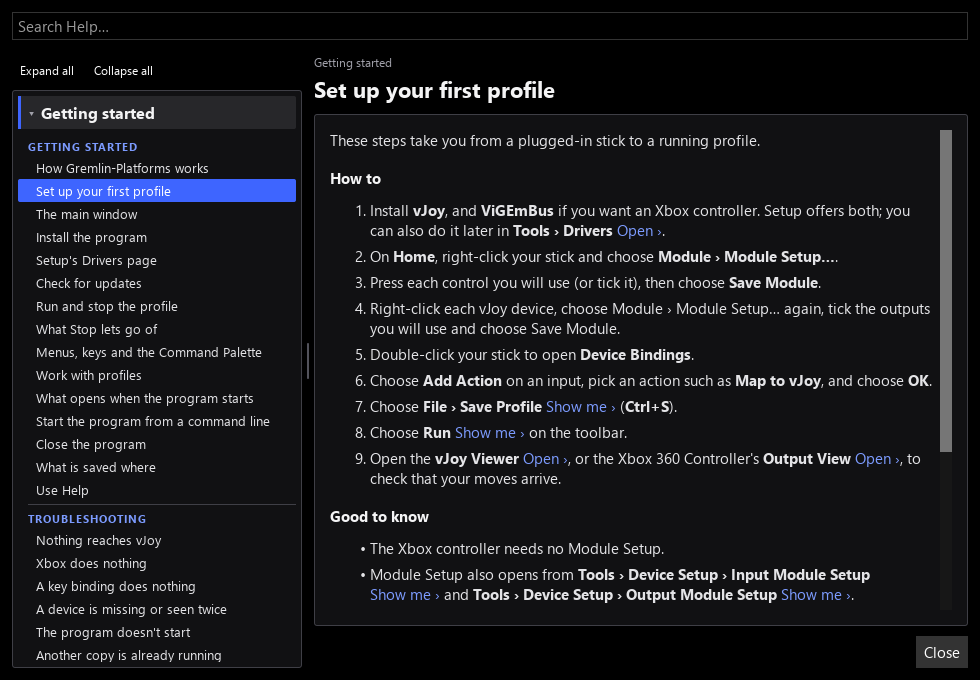 Search Help...
Expand all
Collapse all
Getting started
GETTING STARTED
How Gremlin-Platforms works
Set up your first profile
The main window
Install the program
Setup's Drivers page
Check for updates
Run and stop the profile
What Stop lets go of
Menus, keys and the Command Palette
Work with profiles
What opens when the program starts
Start the program from a command line
Close the program
What is saved where
Use Help
TROUBLESHOOTING
Nothing reaches vJoy
Xbox does nothing
A key binding does nothing
A device is missing or seen twice
The program doesn't start
Another copy is already running
Getting started
Set up your first profile
These steps take you from a plugged-in stick to a running profile.
How to
1. Install vJoy, and ViGEmBus if you want an Xbox controller. Setup offers both; you
can also do it later in Tools › Drivers Open ›.
2. On Home, right-click your stick and choose Module › Module Setup....
3. Press each control you will use (or tick it), then choose Save Module.
4. Right-click each vJoy device, choose Module › Module Setup... again, tick the outputs
you will use and choose Save Module.
5. Double-click your stick to open Device Bindings.
6. Choose Add Action on an input, pick an action such as Map to vJoy, and choose OK.
7. Choose File › Save Profile Show me › (Ctrl+S).
8. Choose Run Show me › on the toolbar.
9. Open the vJoy Viewer Open ›, or the Xbox 360 Controller's Output View Open ›, to
check that your moves arrive.
Good to know
• The Xbox controller needs no Module Setup.
• Module Setup also opens from Tools › Device Setup › Input Module Setup
Show me › and Tools › Device Setup › Output Module Setup Show me ›.
Close